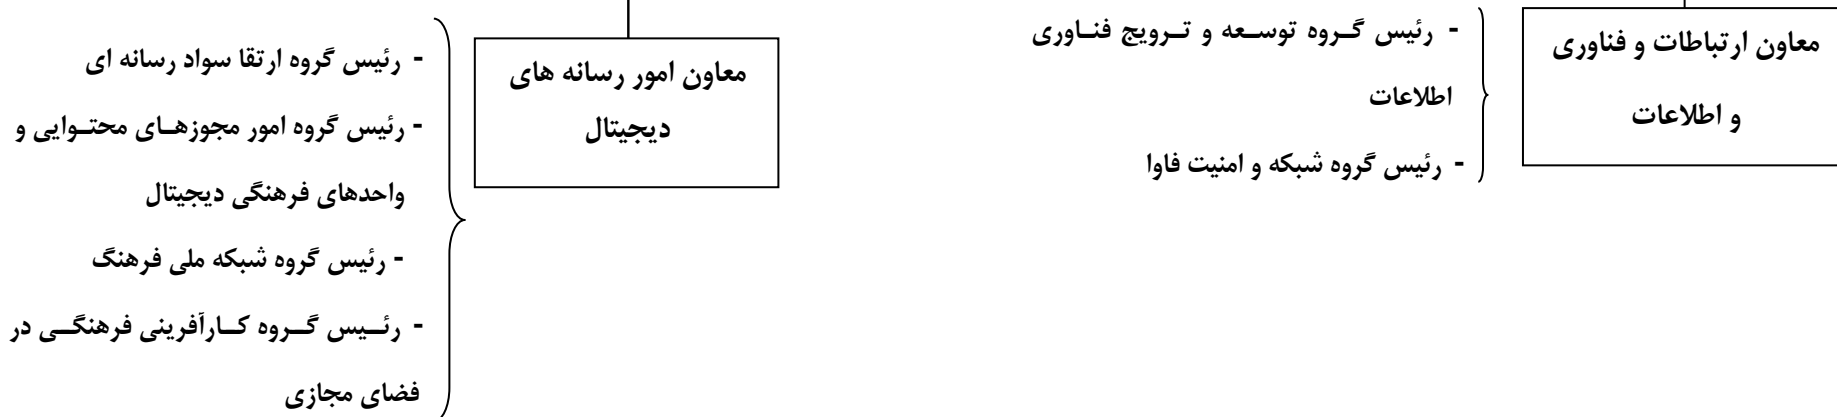 معاون ارتباطات و فناوری
و اطلاعات
- رئیس گروه توسعه و ترویج فناوری
اطلاعات
- رئیس گروه شبکه و امنیت فاوا
معاون امور رسانه های
دیجیتال
- رئیس گروه ارتقا سواد رسانه ای
- رئیس گروه امور مجوزهای محتوایی و
واحدهای فرهنگی دیجیتال
- رئیس گروه شبکه ملی فرهنگ
- رئیس گروه کارآفرینی فرهنگی در
فضای مجازی